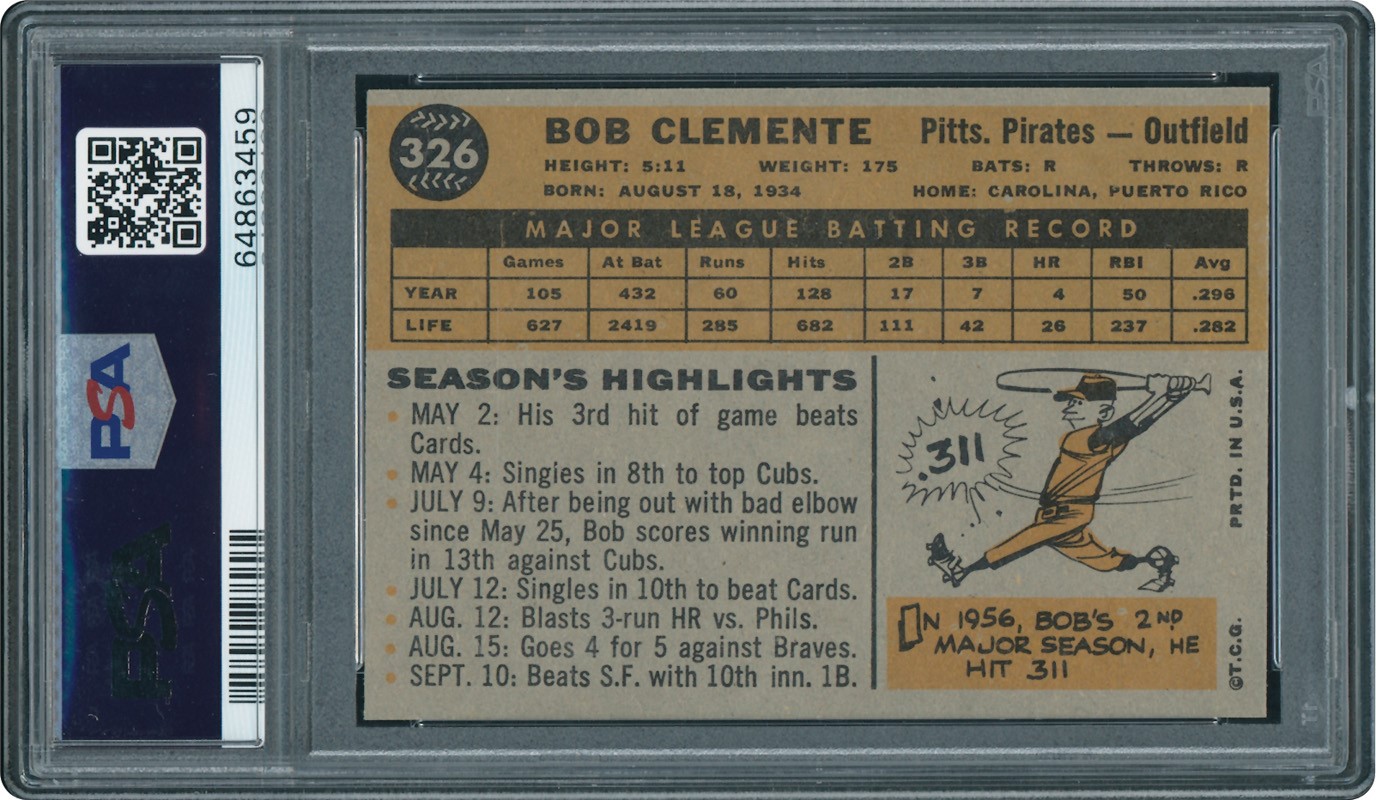 64863459
PSA
PSA
326
BOB CLEMENTE Pitts. Pirates — Outfield
HEIGHT: 5:11 WEIGHT: 175 BATS: R THROWS: R
BORN: AUGUST 18, 1934 HOME: CAROLINA, PUERTO RICO
MAJOR LEAGUE BATTING RECORD
Games At Bat Runs Hits 2B 3B HR RBI Avg
YEAR 105 432 60 128 17 7 4 50 .296
LIFE 627 2419 285 682 111 42 26 237 .282
SEASON'S HIGHLIGHTS
• MAY 2: His 3rd hit of game beats
Cards.
• MAY 4: Singles in 8th to top Cubs.
• JULY 9: After being out with bad elbow
since May 25, Bob scores winning run
in 13th against Cubs.
• JULY 12: Singles in 10th to beat Cards.
• AUG. 12: Blasts 3-run HR vs. Phils.
• AUG. 15: Goes 4 for 5 against Braves.
• SEPT. 10: Beats S.F. with 10th inn. 1B.
.311
IN 1956, BOB'S 2ND
MAJOR SEASON, HE
HIT .311
PRTD. IN U.S.A.
©T.C.G.
PSA